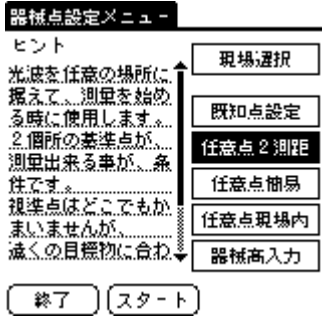 器械点設定メニュー
ヒント
光波を任意の場所に
据えて、測量を始め
る時に使用します。
２個所の基準点が、
測量出来る事が、条
件です。
視準点はどこでもか
まいませんが、
遠くの目標物に合わ
現場選択
既知点設定
任意点２測距
任意点簡易
任意点現場内
器械高入力
終了
スタート